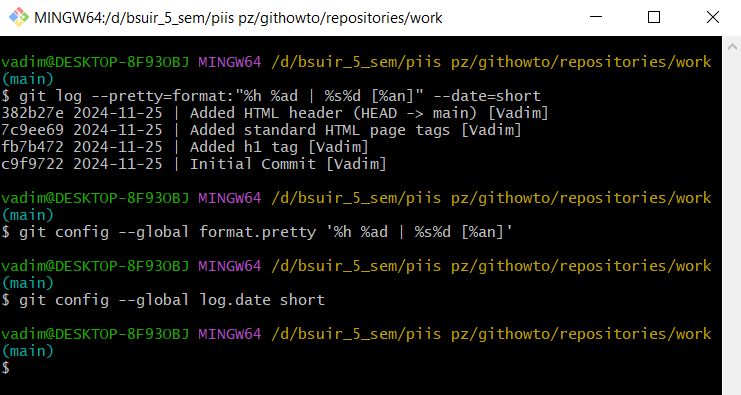 MINGW64:/d/bsuir_5_sem/piis pz/githowto/repositories/work
vadim@DESKTOP-8F93OBJ MINGW64 /d/bsuir_5_sem/piis pz/githowto/repositories/work
(main)
$ git log --pretty=format:"%h %ad | %s%d [%an]" --date=short
382b27e 2024-11-25 | Added HTML header (HEAD -> main) [Vadim]
7c9ee69 2024-11-25 | Added standard HTML page tags [Vadim]
fb7b472 2024-11-25 | Added h1 tag [Vadim]
c9f9722 2024-11-25 | Initial Commit [Vadim]
vadim@DESKTOP-8F93OBJ MINGW64 /d/bsuir_5_sem/piis pz/githowto/repositories/work
(main)
$ git config --global format.pretty '%h %ad | %s%d [%an]'
vadim@DESKTOP-8F93OBJ MINGW64 /d/bsuir_5_sem/piis pz/githowto/repositories/work
(main)
$ git config --global log.date short
vadim@DESKTOP-8F93OBJ MINGW64 /d/bsuir_5_sem/piis pz/githowto/repositories/work
(main)
$